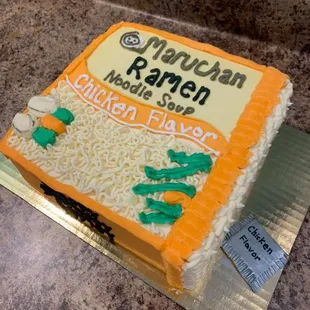 Maruchan
Ramen
Noodle Soup
Chicken Flavor
Chicken
Flavor